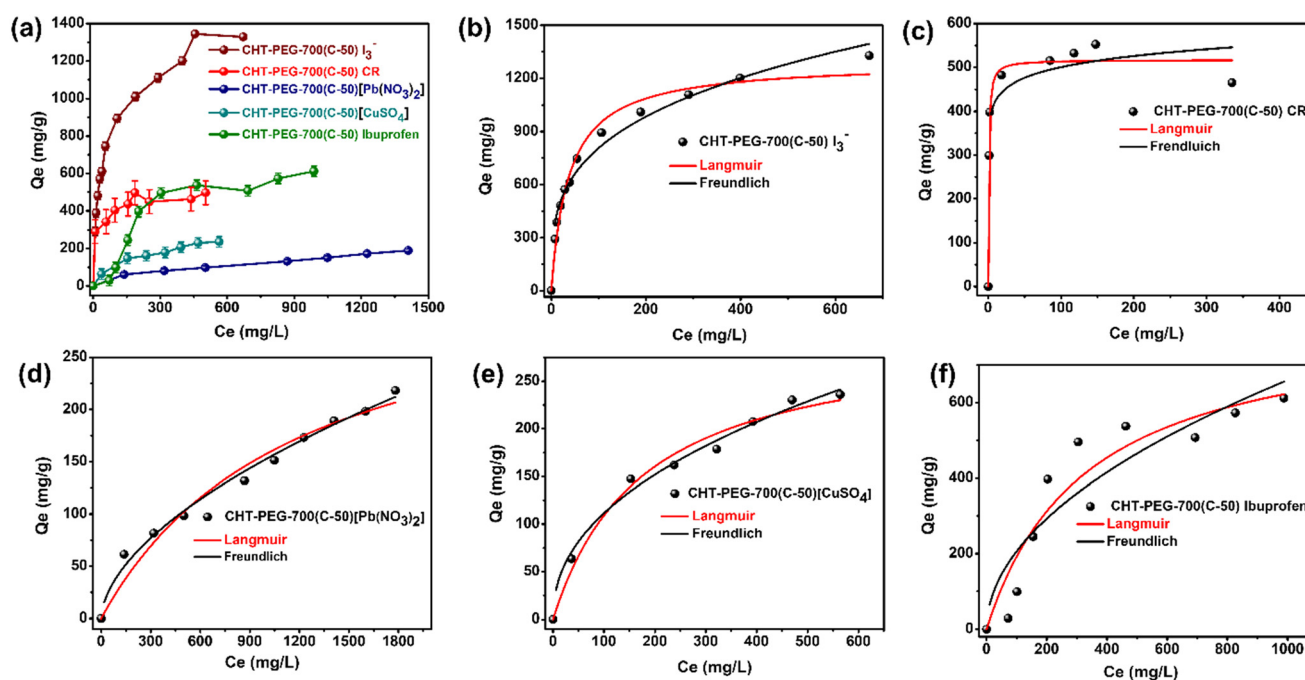 (a)
CHT-PEG-700(C-50) I3-
CHT-PEG-700(C-50) CR
CHT-PEG-700(C-50)[Pb(NO3)2]
CHT-PEG-700(C-50)[CuSO4]
CHT-PEG-700(C-50) Ibuprofen
Qe (mg/g)
1400
1200
1000
800
600
400
200
0
0 300 600 900 1200 1500
Ce (mg/L)
(b)
CHT-PEG-700(C-50) I3-
Langmuir
Freundlich
Qe (mg/g)
1500
1200
900
600
300
0
0 200 400 600
Ce (mg/L)
(c)
CHT-PEG-700(C-50) CR
Langmuir
Frendluich
Qe (mg/g)
600
500
400
300
200
100
0
0 100 200 300 400
Ce (mg/L)
(d)
CHT-PEG-700(C-50)[Pb(NO3)2]
Langmuir
Freundlich
Qe (mg/g)
250
200
150
100
50
0
0 300 600 900 1200 1500 1800
Ce (mg/L)
(e)
CHT-PEG-700(C-50)[CuSO4]
Langmuir
Freundlich
Qe (mg/g)
250
200
150
100
50
0
0 100 200 300 400 500 600
Ce (mg/L)
(f)
CHT-PEG-700(C-50) Ibuprofen
Langmuir
Freundlich
Qe (mg/g)
600
400
200
0
0 200 400 600 800 1000
Ce (mg/L)